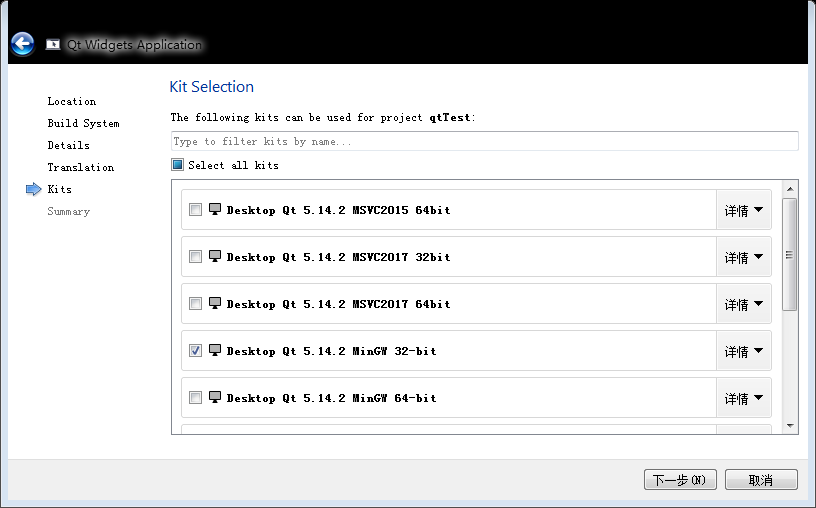 Qt Widgets Application
Location
Build System
Details
Translation
Kits
Summary
Kit Selection
The following kits can be used for project qtTest:
Type to filter kits by name...
Select all kits
Desktop Qt 5.14.2 MSVC2015 64bit 详情
Desktop Qt 5.14.2 MSVC2017 32bit 详情
Desktop Qt 5.14.2 MSVC2017 64bit 详情
Desktop Qt 5.14.2 MinGW 32-bit 详情
Desktop Qt 5.14.2 MinGW 64-bit 详情
下一步(N) 取消